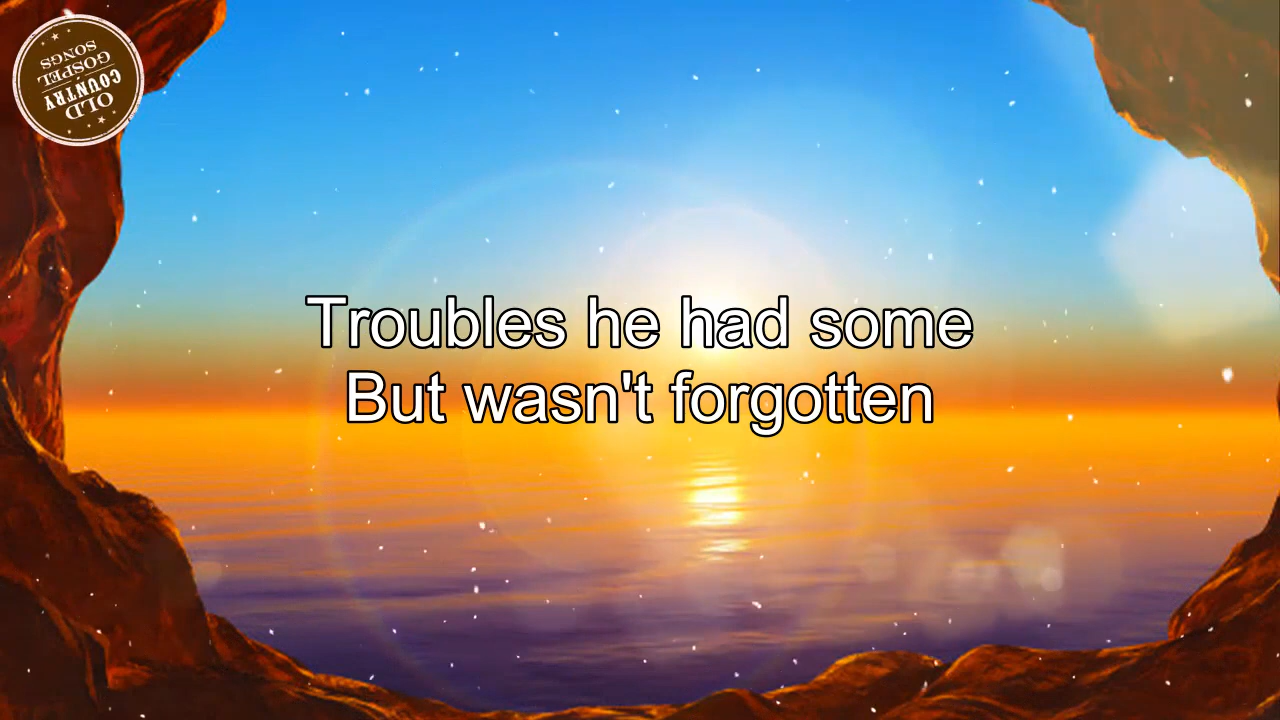 OLD
COUNTRY
GOSPEL
SONGS
Troubles he had some
But wasn't forgotten